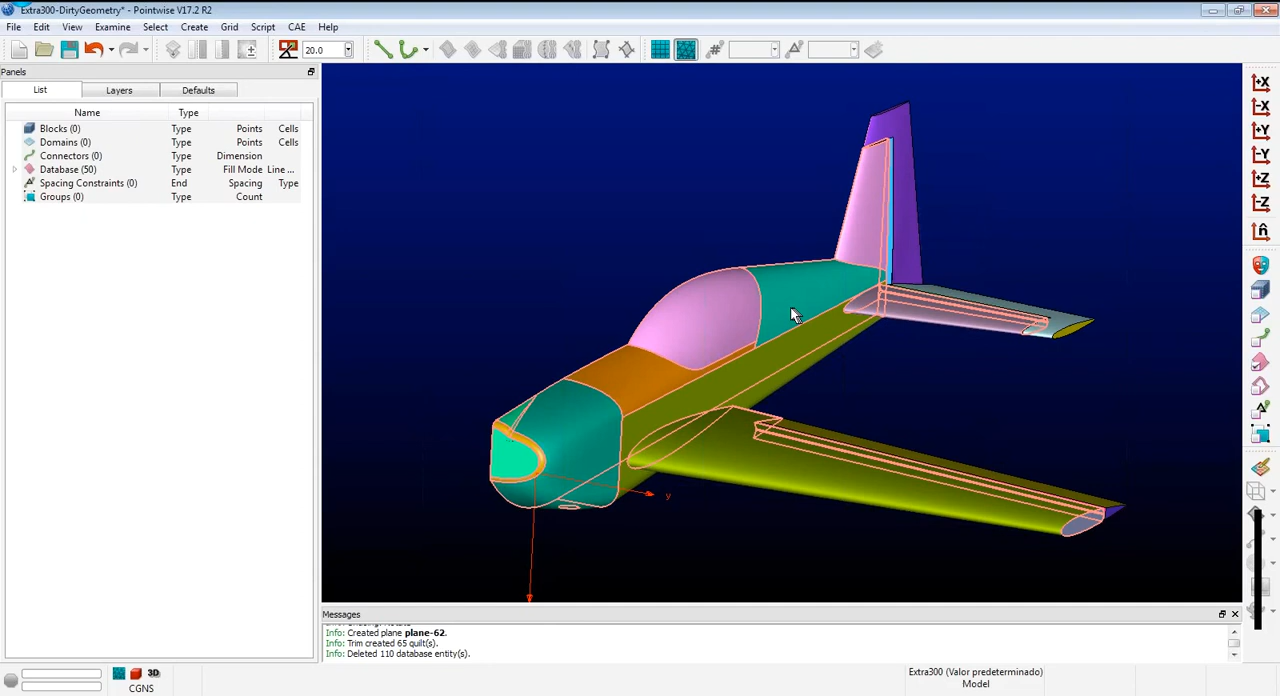 Extra300-DirtyGeometry* - Pointwise V17.2 R2
File Edit View Examine Select Create Grid Script CAE Help
20.0
Panels
List Layers Defaults
Name Type
Blocks (0) Type Points Cells
Domains (0) Type Points Cells
Connectors (0) Type Dimension
Database (50) Type Fill Mode Line ...
Spacing Constraints (0) End Spacing Type
Groups (0) Type Count
+X
-X
+Y
-Y
+Z
-Z
n̂
y
Messages
Info: Created plane plane-62.
Info: Trim created 65 quilt(s).
Info: Deleted 110 database entity(s).
3D
CGNS
Extra300 (Valor predeterminado)
Model